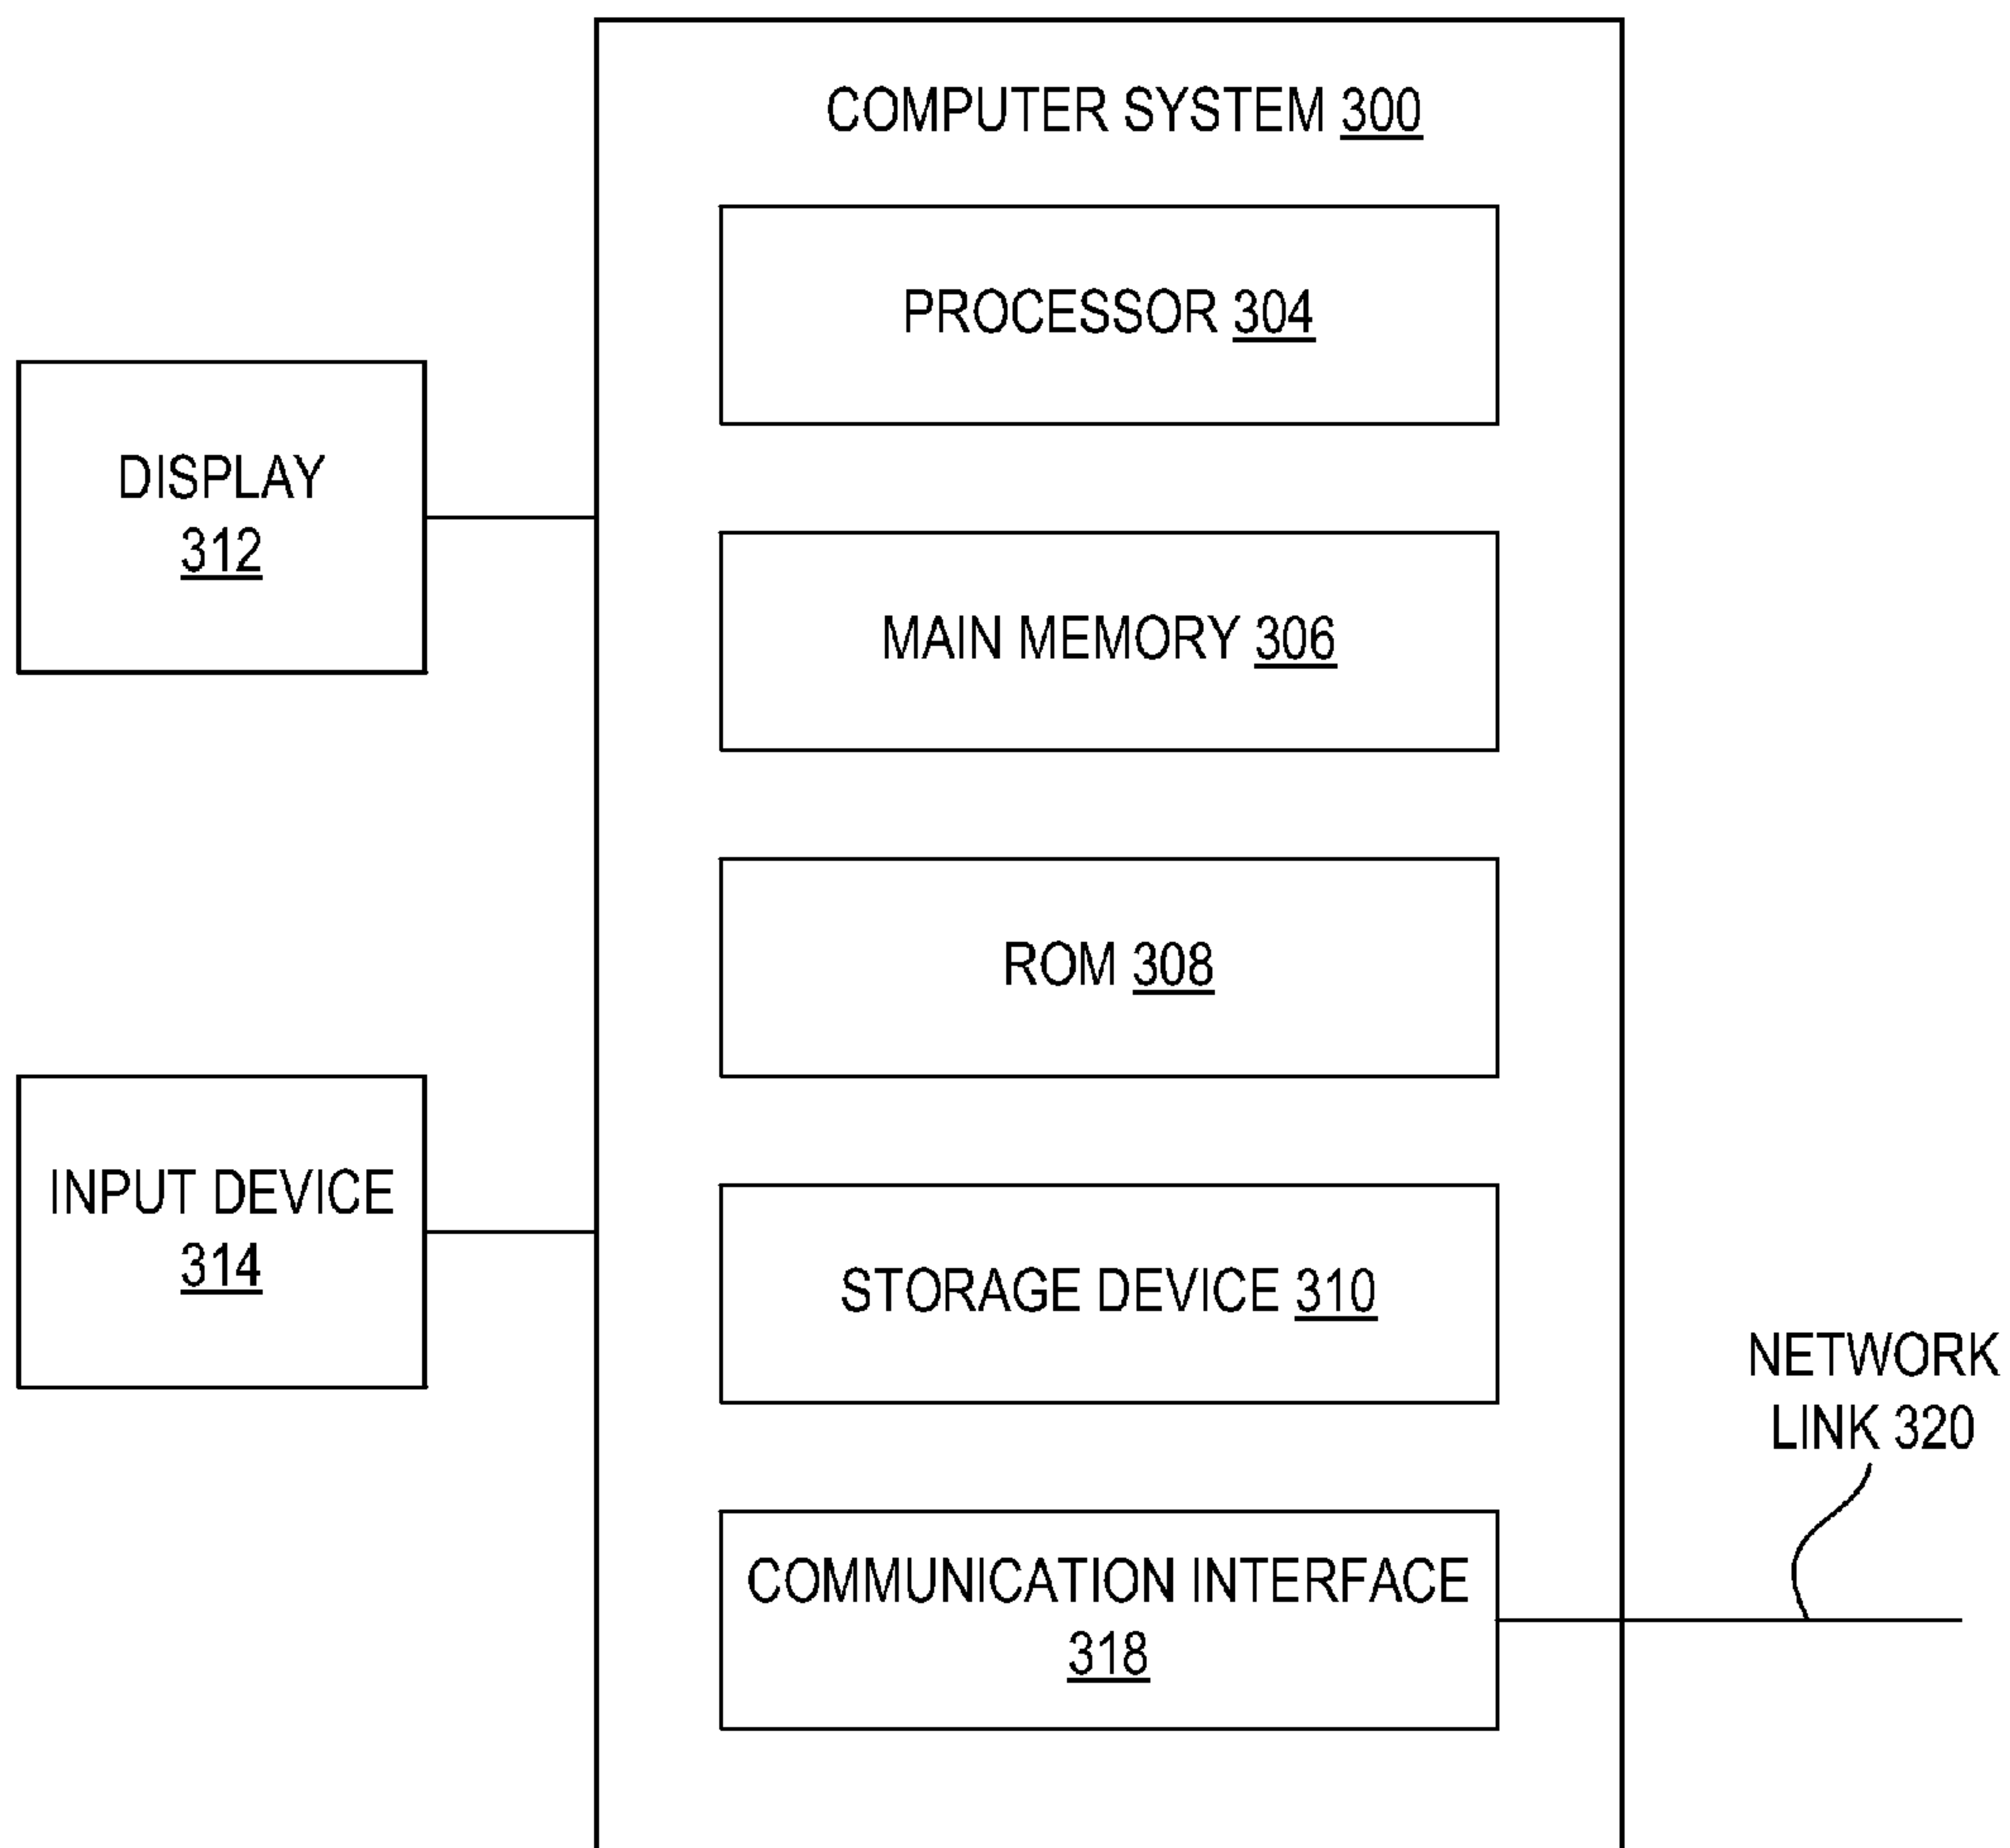 COMPUTER SYSTEM 300
PROCESSOR 304
DISPLAY
312
MAIN MEMORY 306
ROM 308
INPUT DEVICE
314
STORAGE DEVICE 310
NETWORK
LINK 320
COMMUNICATION INTERFACE
318